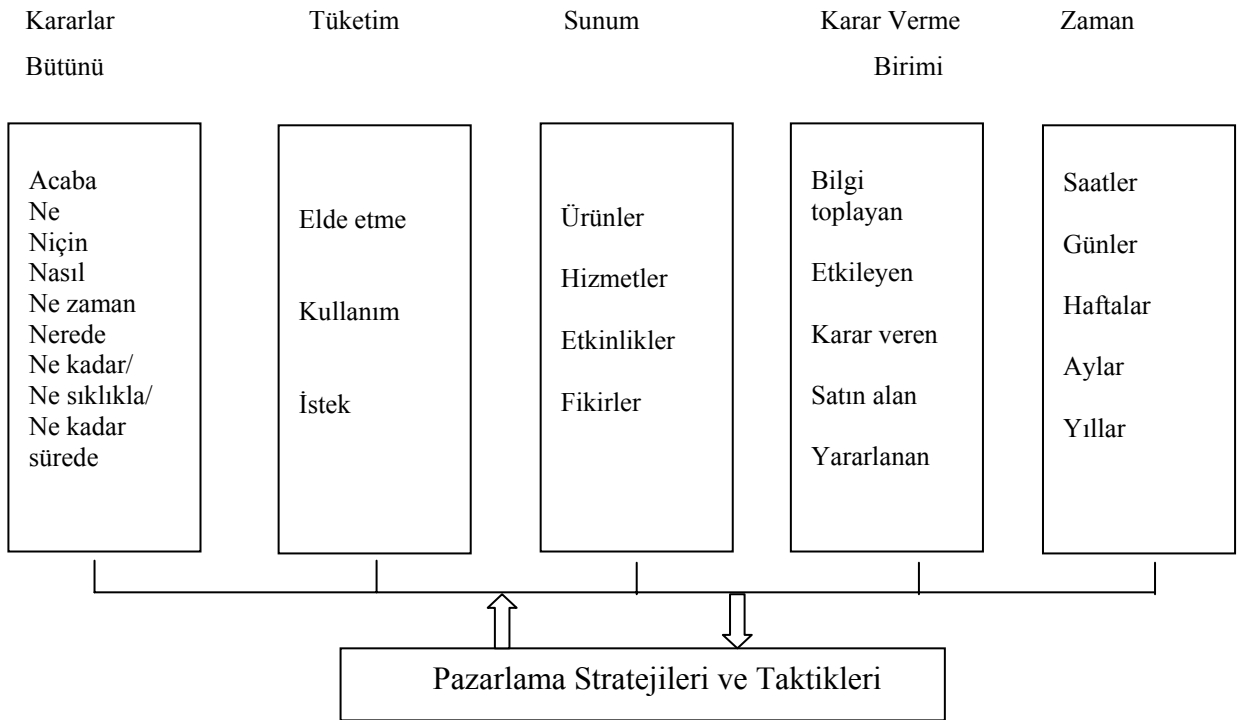 Kararlar Bütünü
Acaba
Ne
Niçin
Nasıl
Ne zaman
Nerede
Ne kadar/
Ne sıklıkla/
Ne kadar
sürede
Tüketim
Elde etme
Kullanım
İstek
Sunum
Ürünler
Hizmetler
Etkinlikler
Fikirler
Karar Verme
Birimi
Bilgi
toplayan
Etkileyen
Karar veren
Satın alan
Yararlanan
Zaman
Saatler
Günler
Haftalar
Aylar
Yıllar
Pazarlama Stratejileri ve Taktikleri